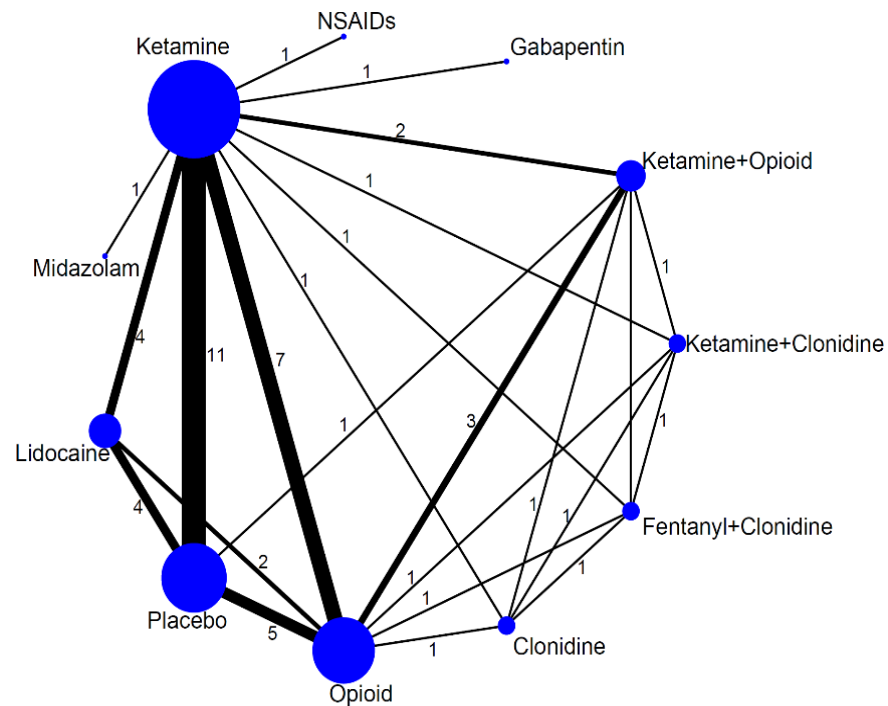 NSAIDs
Ketamine
Gabapentin
1
1
2
Ketamine+Opioid
1
1
Midazolam
1
1
1
4
11
7
Ketamine+Clonidine
Lidocaine
1
3
1
4
1
1
Fentanyl+Clonidine
2
1
1
1
Placebo
5
1
Clonidine
Opioid